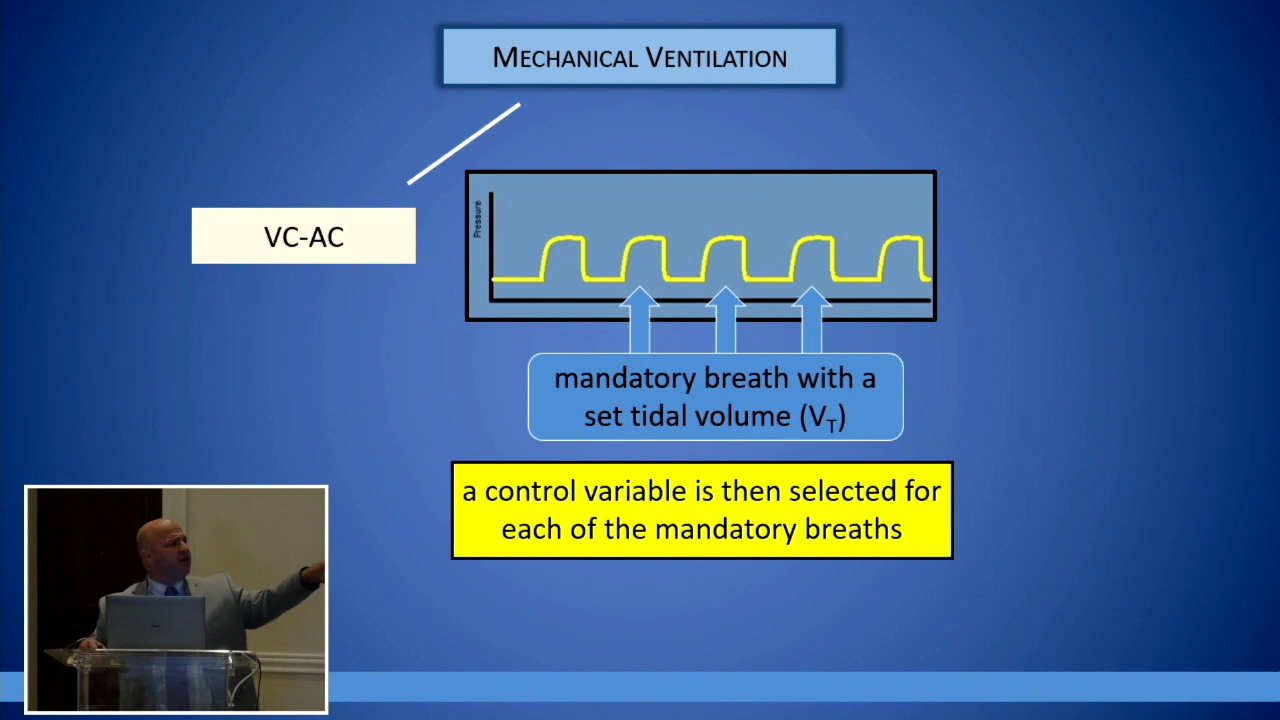 MECHANICAL VENTILATION
VC-AC
Pressure
mandatory breath with a
set tidal volume (VT)
a control variable is then selected for
each of the mandatory breaths